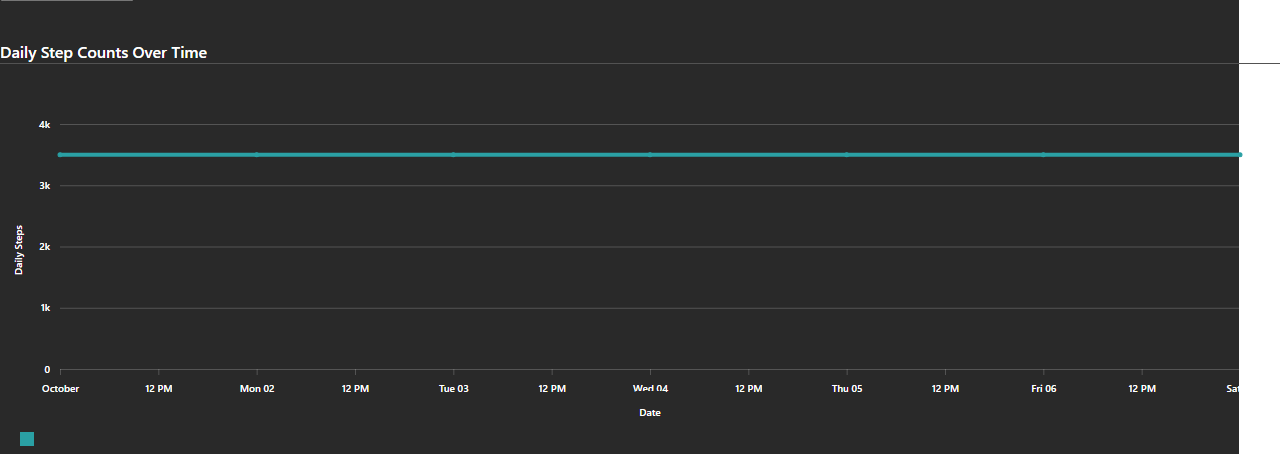 Daily Step Counts Over Time
4k
3k
2k
1k
0
Daily Steps
October 12 PM Mon 02 12 PM Tue 03 12 PM Wed 04 12 PM Thu 05 12 PM Fri 06 12 PM Sat
Date